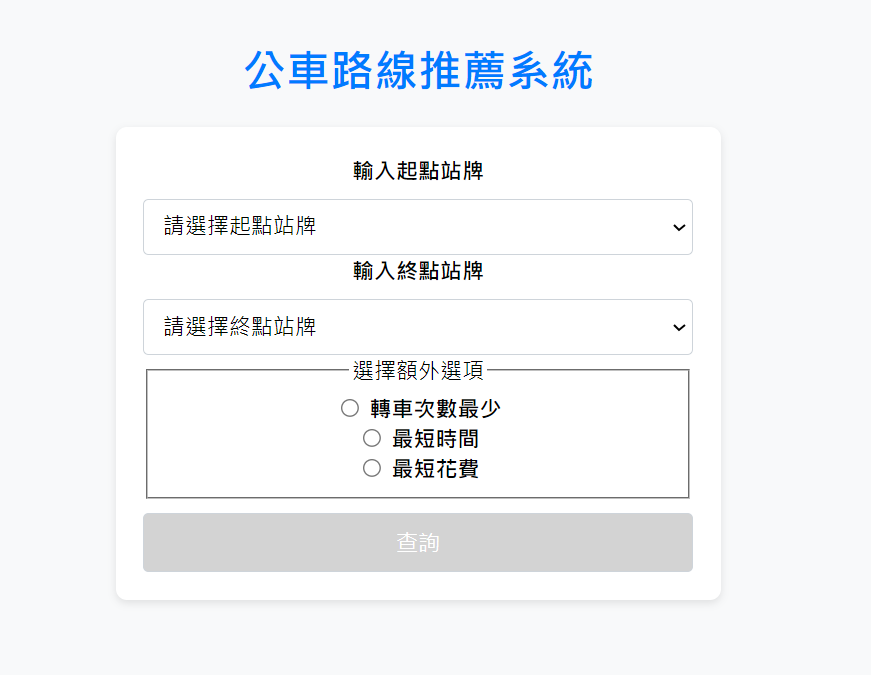 公車路線推薦系統
輸入起點站牌
請選擇起點站牌
輸入終點站牌
請選擇終點站牌
選擇額外選項
轉車次數最少
最短時間
最短花費
查詢